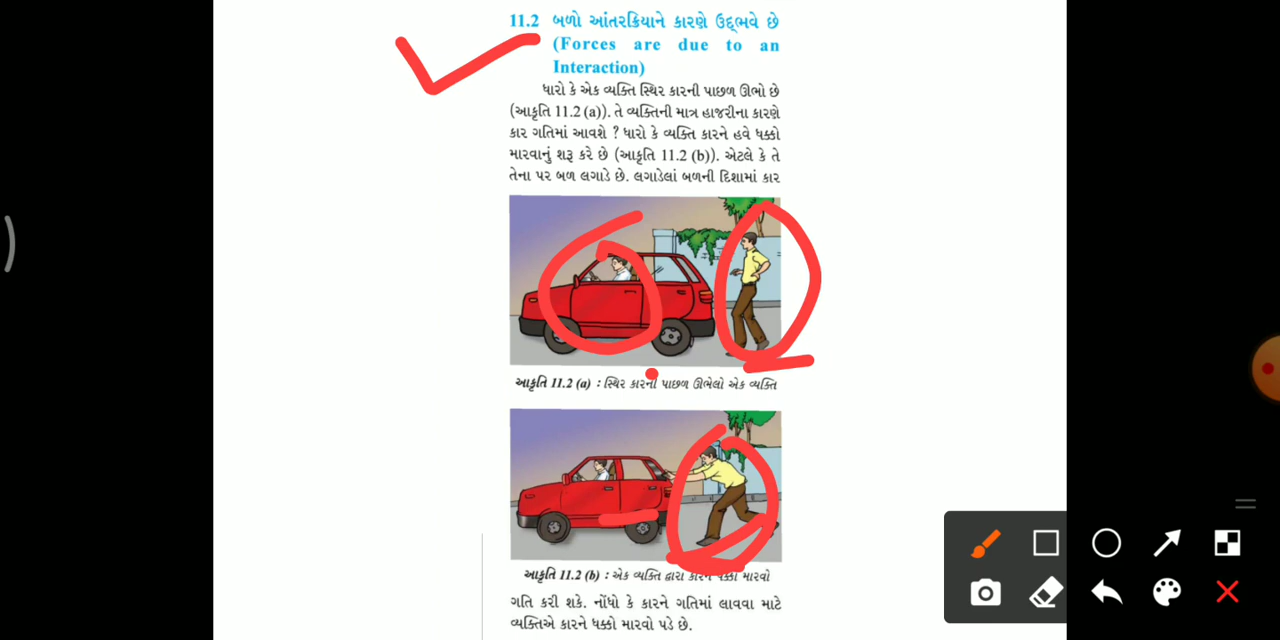 11.2 બળો આંતરક્રિયાને કારણે ઉદ્ભવે છે
(Forces are due to an
Interaction)
ધારો કે એક વ્યક્તિ સ્થિર કારની પાછળ ઊભો છે
(આકૃતિ 11.2 (a)). તે વ્યક્તિની માત્ર હાજરીના કારણે
કાર ગતિમાં આવશે ? ધારો કે વ્યક્તિ કારને હવે ધક્કો
મારવાનું શરૂ કરે છે (આકૃતિ 11.2 (b)). એટલે કે તે
તેના પર બળ લગાડે છે. લગાડેલાં બળની દિશામાં કાર
આકૃતિ 11.2 (a) : સ્થિર કારની પાછળ ઊભેલો એક વ્યક્તિ
આકૃતિ 11.2 (b) : એક વ્યક્તિ દ્વારા કારને ધક્કો મારવો
ગતિ કરી શકે. નોંધો કે કારને ગતિમાં લાવવા માટે
વ્યક્તિએ કારને ધક્કો મારવો પડે છે.